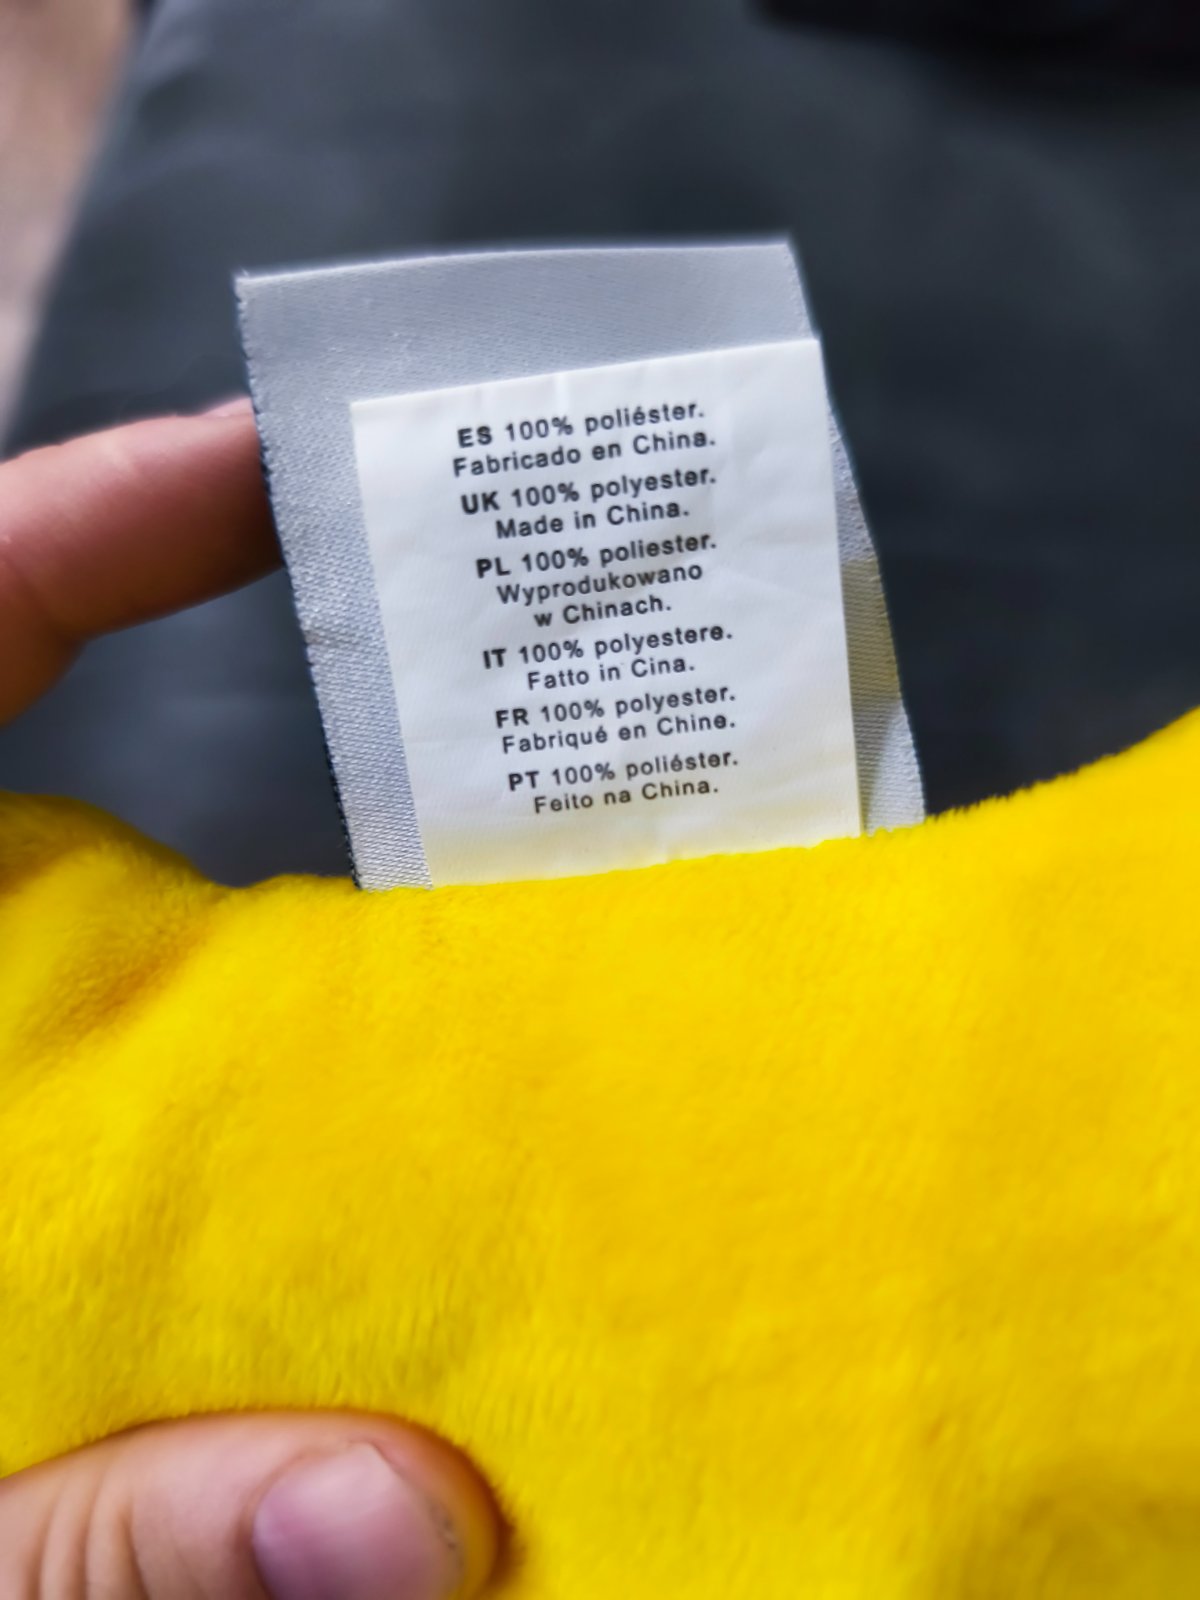 ES 100% poliéster.
Fabricado en China.
UK 100% polyester.
Made in China.
PL 100% poliester.
Wyprodukowano
w Chinach.
IT 100% polyestere.
Fatto in Cina.
FR 100% polyester.
Fabriqué en Chine.
PT 100% poliéster.
Feito na China.